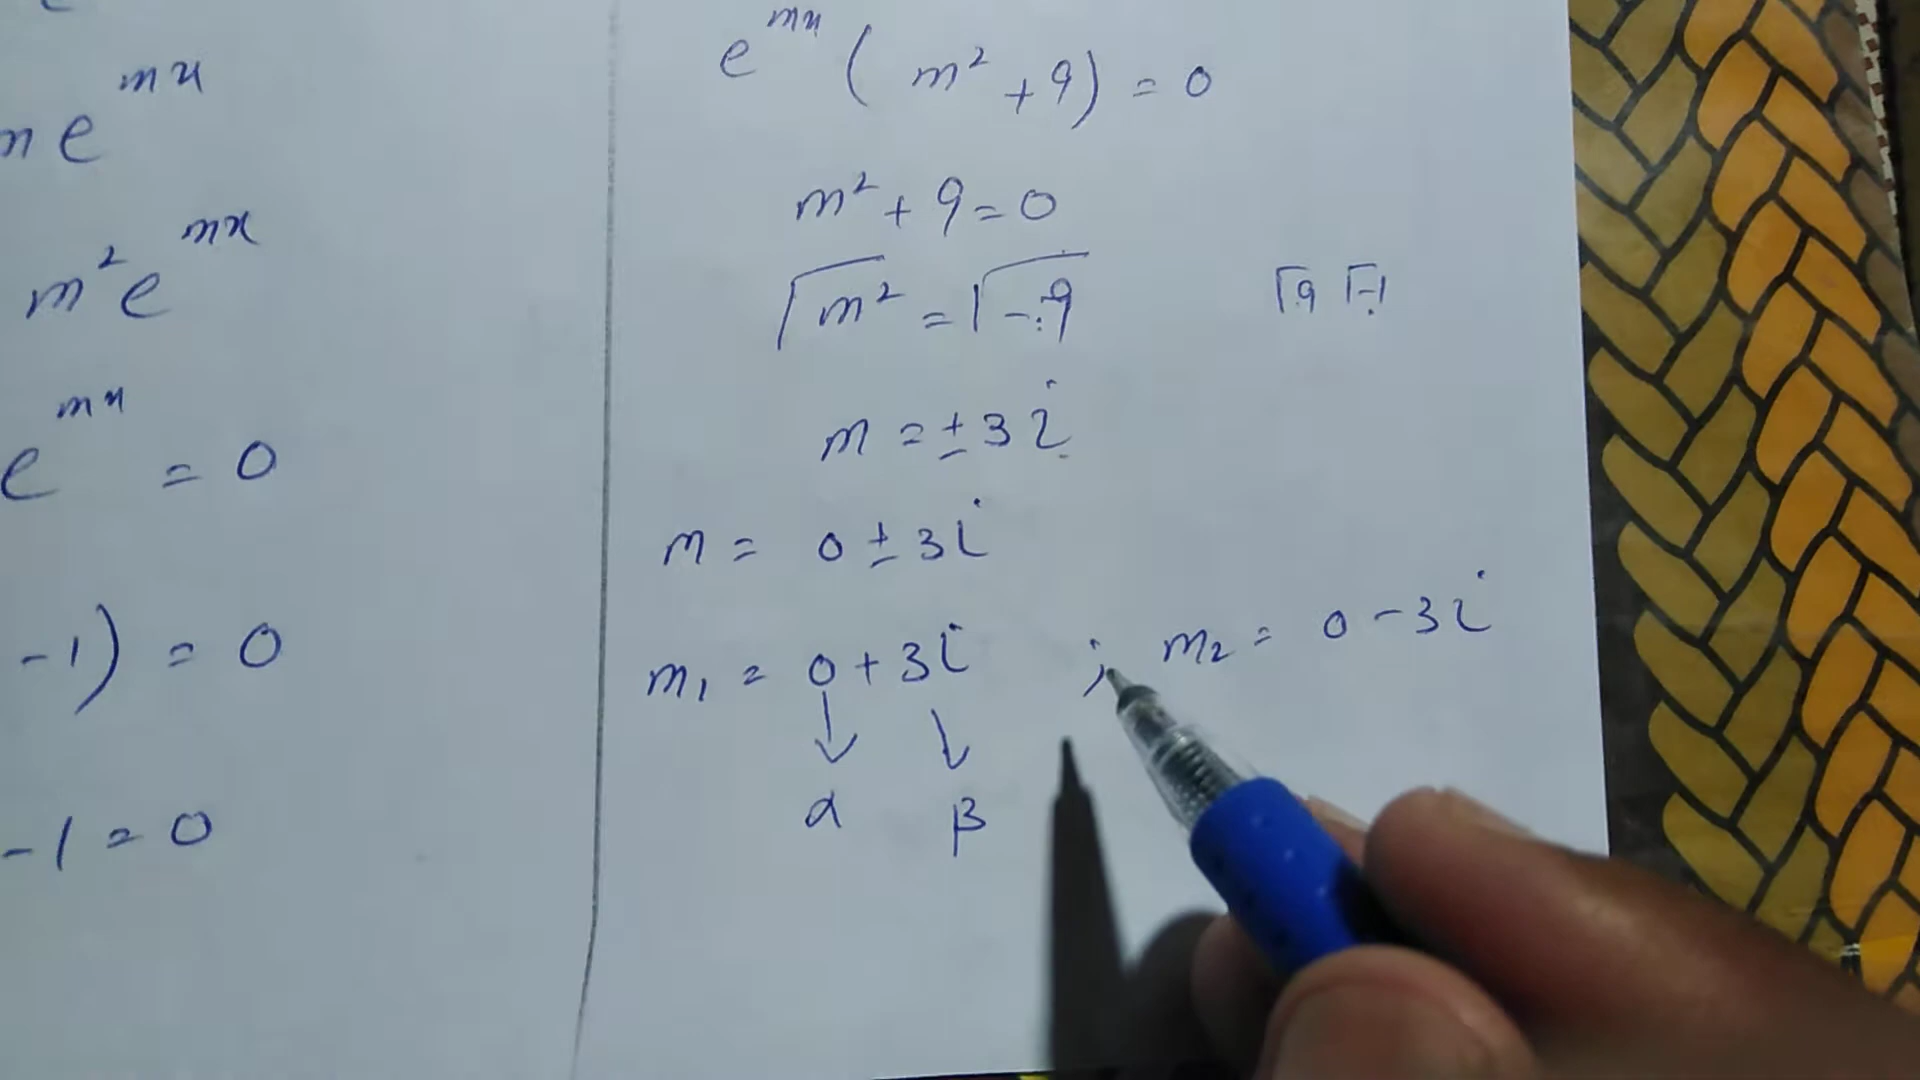 me^{mx}
m²e^{mx}
e^{mx} = 0
-1) = 0
-1 = 0
e^{mx} (m² + 9) = 0
m² + 9 = 0
√m² = √-9 √9 √-1
m = ± 3i
m = 0 ± 3i
m₁ = 0 + 3i ; m₂ = 0 - 3i
α β